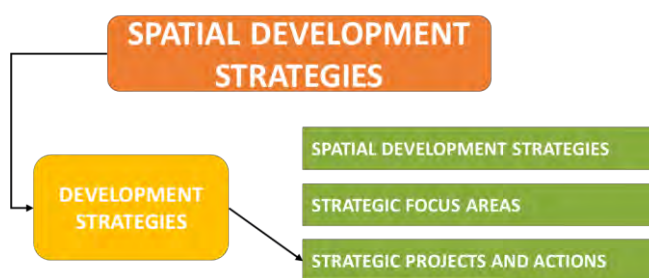 SPATIAL DEVELOPMENT
STRATEGIES
DEVELOPMENT
STRATEGIES
SPATIAL DEVELOPMENT STRATEGIES
STRATEGIC FOCUS AREAS
STRATEGIC PROJECTS AND ACTIONS